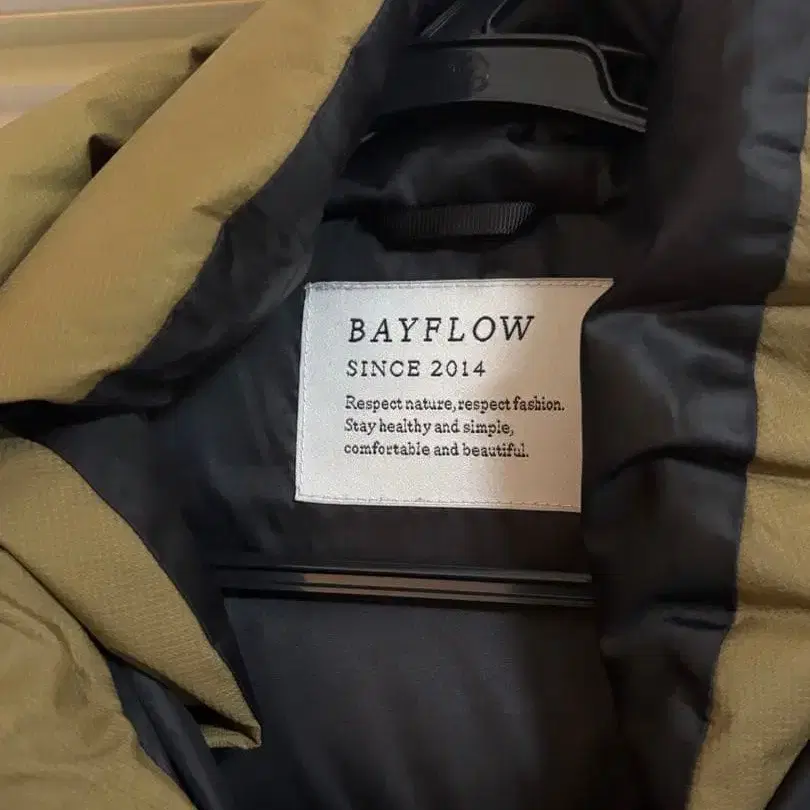 BAYFLOW
SINCE 2014
Respect nature, respect fashion.
Stay healthy and simple,
comfortable and beautiful.